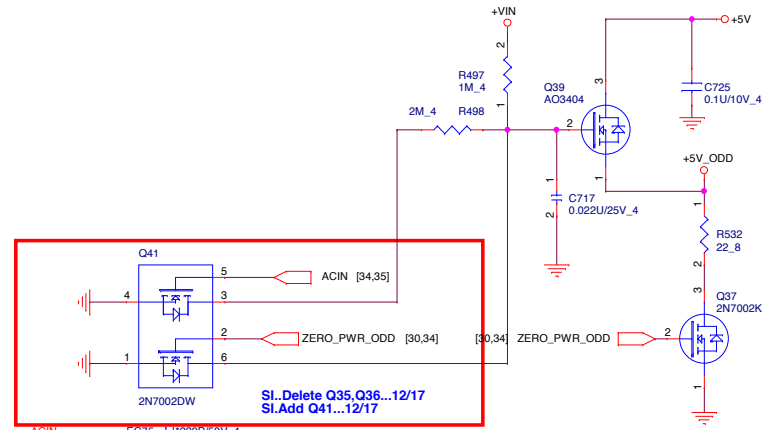 +VIN
+5V
2
R497
1M_4
1
2M_4 R498
Q39
AO3404
3
2
1
C725
0.1U/10V_4
+5V_ODD
1
C717
0.022U/25V_4
2
1
R532
22_8
2
3
Q37
2N7002K
2
1
Q41
5
ACIN [34,35]
4
3
2
ZERO_PWR_ODD [30,34]
[30,34] ZERO_PWR_ODD
1
6
2N7002DW
SI..Delete Q35,Q36...12/17
SI.Add Q41...12/17